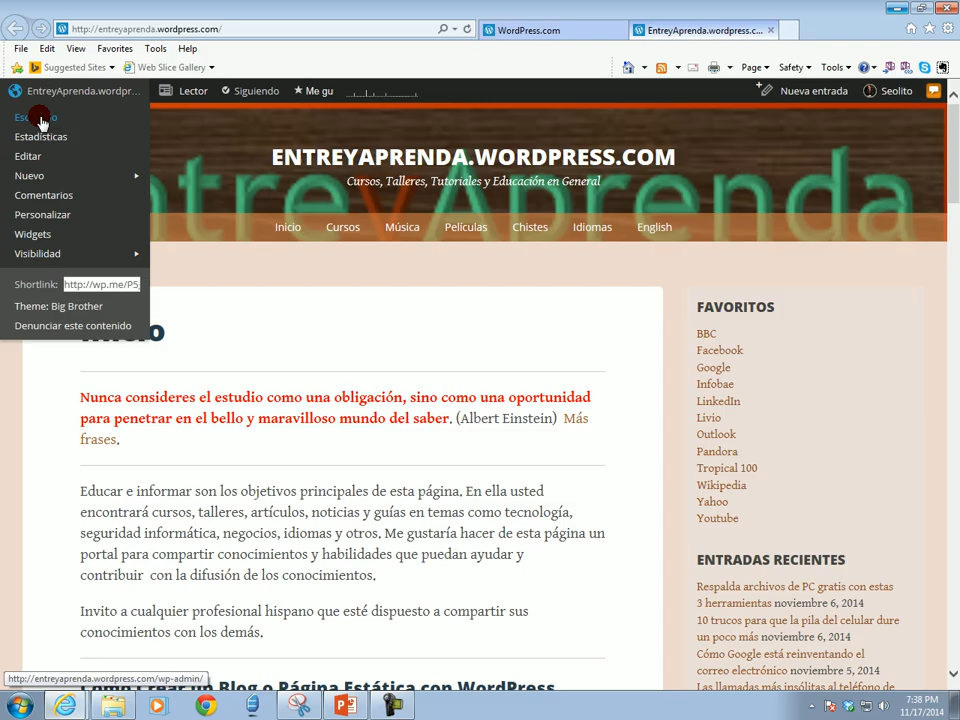 http://entreyaprenda.wordpress.com/
WordPress.com
EntreyAprenda.wordpress.c...
File Edit View Favorites Tools Help
Suggested Sites Web Slice Gallery
Page Safety Tools
EntreyAprenda.wordpr... Lector Siguiendo Me gu Nueva entrada Seolito
Estadísticas
Editar
Nuevo
Comentarios
Personalizar
Widgets
Visibilidad
Shortlink: http://wp.me/P5
Theme: Big Brother
Denunciar este contenido
ENTREYAPRENDA.WORDPRESS.COM
Cursos, Talleres, Tutoriales y Educación en General
Inicio Cursos Música Películas Chistes Idiomas English
Nunca consideres el estudio como una obligación, sino como una oportunidad
para penetrar en el bello y maravilloso mundo del saber. (Albert Einstein) Más
frases.
Educar e informar son los objetivos principales de esta página. En ella usted
encontrará cursos, talleres, artículos, noticias y guías en temas como tecnología,
seguridad informática, negocios, idiomas y otros. Me gustaría hacer de esta página un
portal para compartir conocimientos y habilidades que puedan ayudar y
contribuir con la difusión de los conocimientos.
Invito a cualquier profesional hispano que esté dispuesto a compartir sus
conocimientos con los demás.
Cómo Crear un Blog o Página Estática con WordPress
FAVORITOS
BBC
Facebook
Google
Infobae
LinkedIn
Livio
Outlook
Pandora
Tropical 100
Wikipedia
Yahoo
Youtube
ENTRADAS RECIENTES
Respalda archivos de PC gratis con estas
3 herramientas noviembre 6, 2014
10 trucos para que la pila del celular dure
un poco más noviembre 6, 2014
Cómo Google está reinventando el
correo electrónico noviembre 5, 2014
Las llamadas más insólitas al teléfono de
http://entreyaprenda.wordpress.com/wp-admin/
7:38 PM
11/17/2014